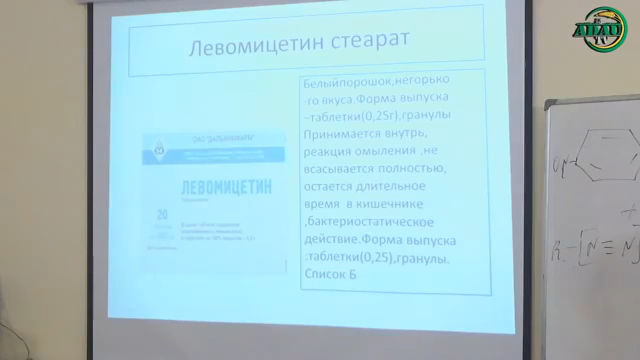 Левомицетин стеарат
Белыйпорошок,негорько
-го вкуса.Форма выпуска
–таблетки(0,25г),гранулы
Принимается внутрь,
реакция омыления ,не
всасывается полностью,
остается длительное
время в кишечнике
,бактериостатическое
действие.Форма выпуска
:таблетки(0,25),гранулы.
Список Б
ЛЕВОМИЦЕТИН
20
+
R-[N≡N]